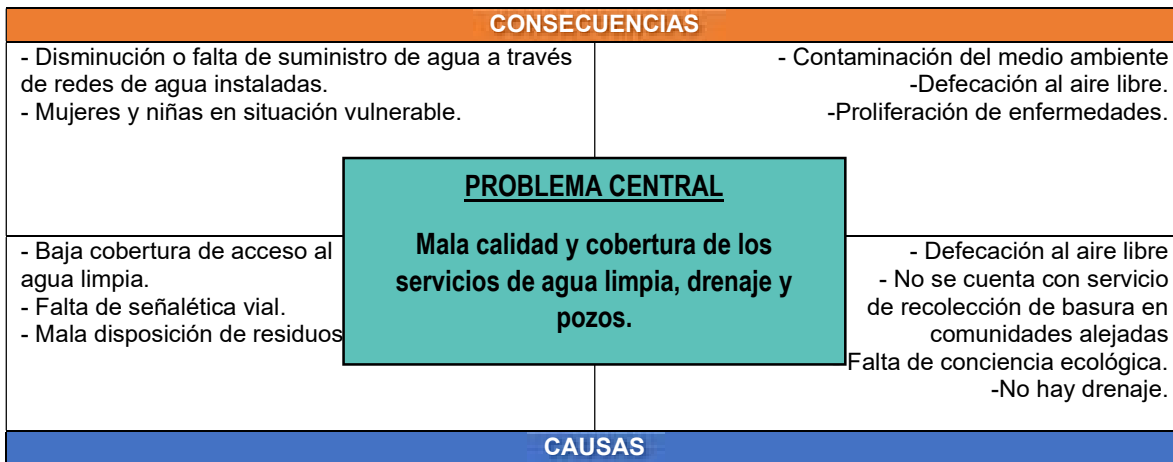 CONSECUENCIAS
- Disminución o falta de suministro de agua a través
de redes de agua instaladas.
- Mujeres y niñas en situación vulnerable.
- Contaminación del medio ambiente
-Defecación al aire libre.
-Proliferación de enfermedades.
PROBLEMA CENTRAL
Mala calidad y cobertura de los
servicios de agua limpia, drenaje y
pozos.
- Baja cobertura de acceso al
agua limpia.
- Falta de señalética vial.
- Mala disposición de residuos
- Defecación al aire libre
- No se cuenta con servicio
de recolección de basura en
comunidades alejadas
Falta de conciencia ecológica.
-No hay drenaje.
CAUSAS